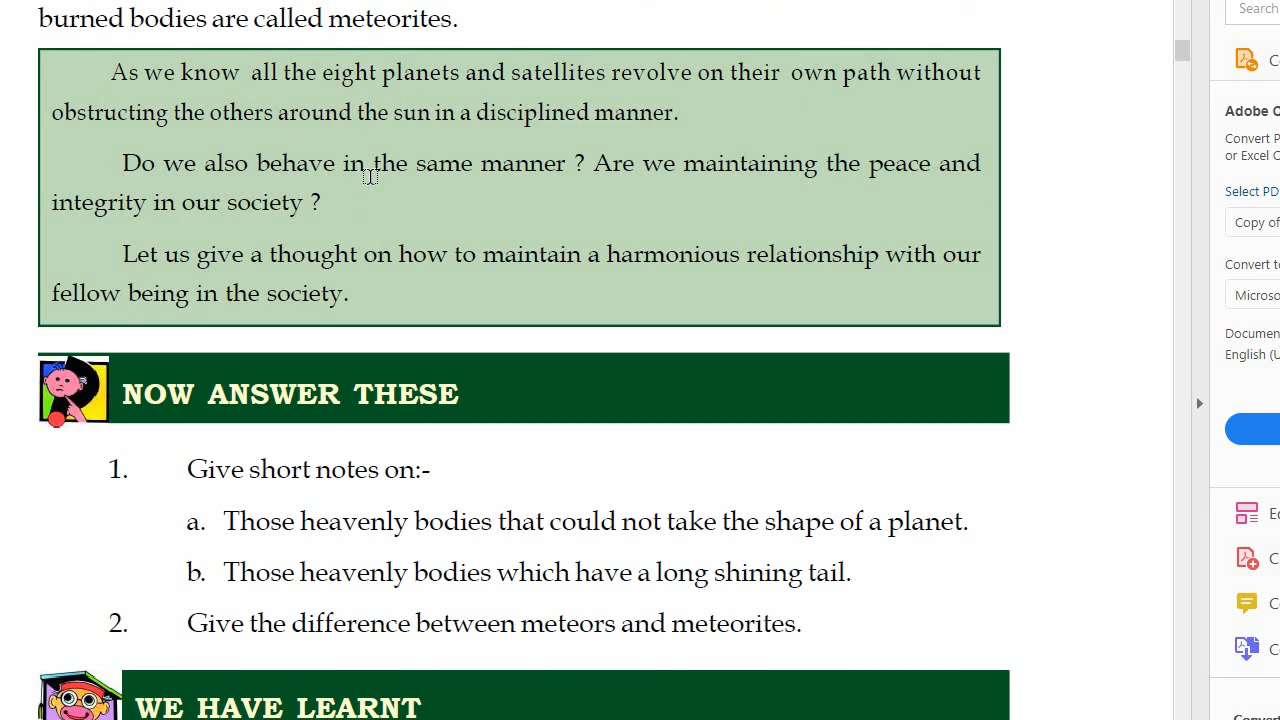 burned bodies are called meteorites.
As we know all the eight planets and satellites revolve on their own path without
obstructing the others around the sun in a disciplined manner.
Do we also behave in the same manner ? Are we maintaining the peace and
integrity in our society ?
Let us give a thought on how to maintain a harmonious relationship with our
fellow being in the society.
NOW ANSWER THESE
1. Give short notes on:-
a. Those heavenly bodies that could not take the shape of a planet.
b. Those heavenly bodies which have a long shining tail.
2. Give the difference between meteors and meteorites.
WE HAVE LEARNT
Search
Adobe
Convert P
or Excel
Select PD
Copy of
Convert to
Microso
Documen
English (U